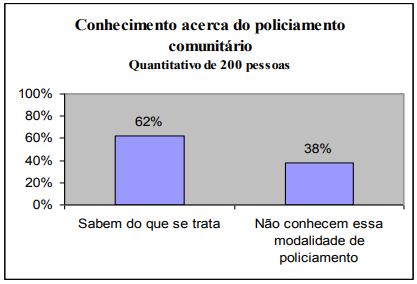 Conhecimento acerca do policiamento
comunitário
Quantitativo de 200 pessoas
100%
80%
60%
40%
20%
0%
62%
38%
Sabem do que se trata
Não conhecem essa
modalidade de
policiamento